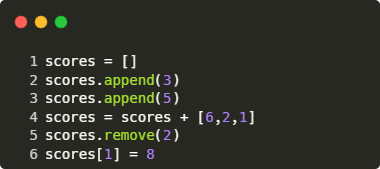 1 scores = []
2 scores.append(3)
3 scores.append(5)
4 scores = scores + [6,2,1]
5 scores.remove(2)
6 scores[1] = 8